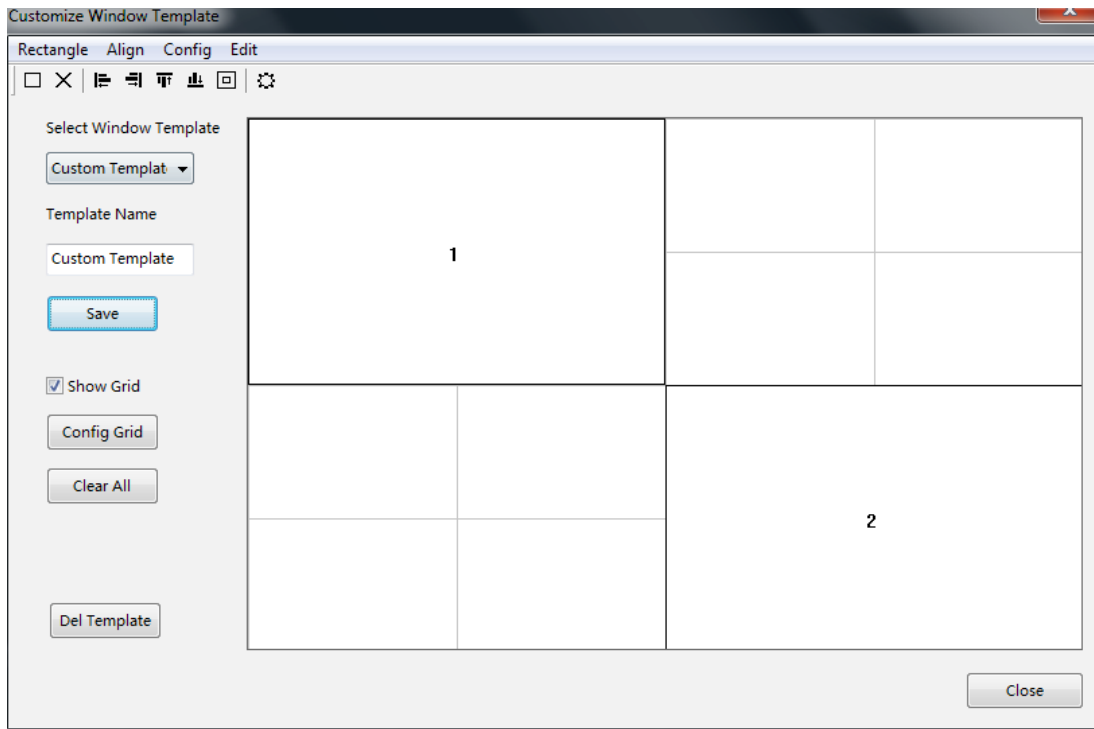 Customize Window Template
Rectangle Align Config Edit
Select Window Template
Custom Templat
Template Name
Custom Template
Save
Show Grid
Config Grid
Clear All
Del Template
1
2
Close